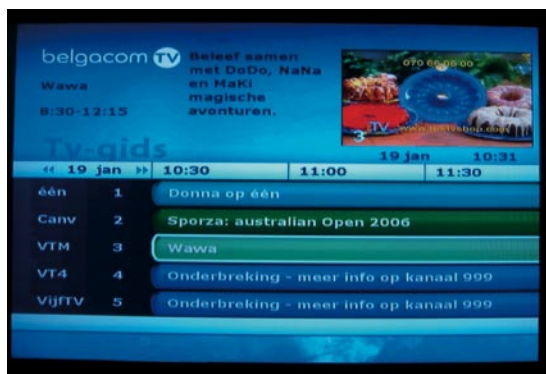 belgacom TV
Wawa
8:30-12:15
Beleef samen
met DoDo, NaNa
en MaKi
magische
avonturen.
070 66 06 00
3
TV
Tv-gids
19 jan 10:31
19 jan 10:30 11:00 11:30
één 1 Donna op één
Canv 2 Sporza: australian Open 2006
VTM 3 Wawa
VT4 4 Onderbreking - meer info op kanaal 999
VijfTV 5 Onderbreking - meer info op kanaal 999